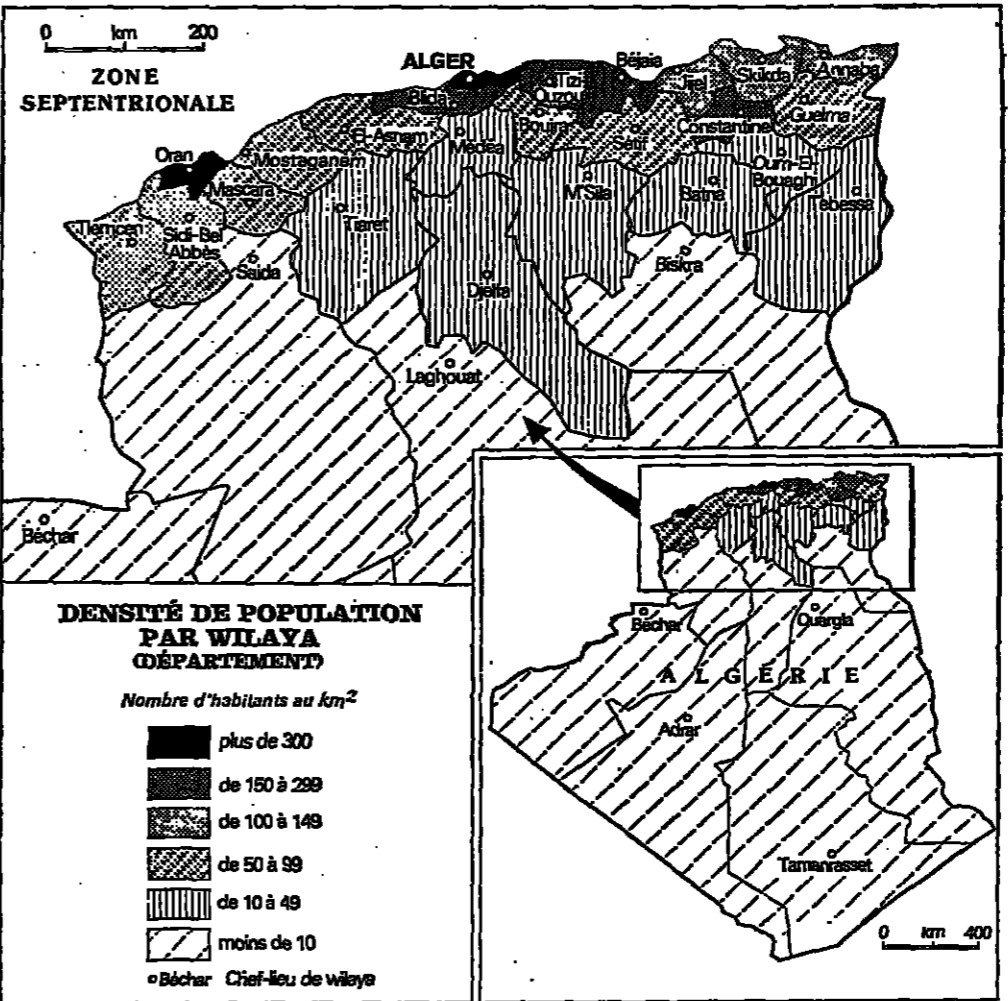 0 km 200
ZONE
SEPTENTRIONALE
ALGER
Béjaia
Tizi-
Ouzou
Jijel
Skikda
Annaba
Blida
Bouira
Sétif
Constantine
Guelma
El-Asnam
Médéa
Oran
Mostaganem
Mascara
M'Sila
Batna
Oum-El-
Bouaghi
Tebessa
Tlemcen
Sidi-Bel
Abbès
Tiaret
Saida
Djelfa
Biskra
Laghouat
Béchar
DENSITÉ DE POPULATION
PAR WILAYA
(DÉPARTEMENT)
Nombre d'habitants au km²
plus de 300
de 150 à 299
de 100 à 149
de 50 à 99
de 10 à 49
moins de 10
Béchar Chef-lieu de wilaya
Béchar
Ouargla
ALGÉRIE
Adrar
Tamanrasset
0 km 400